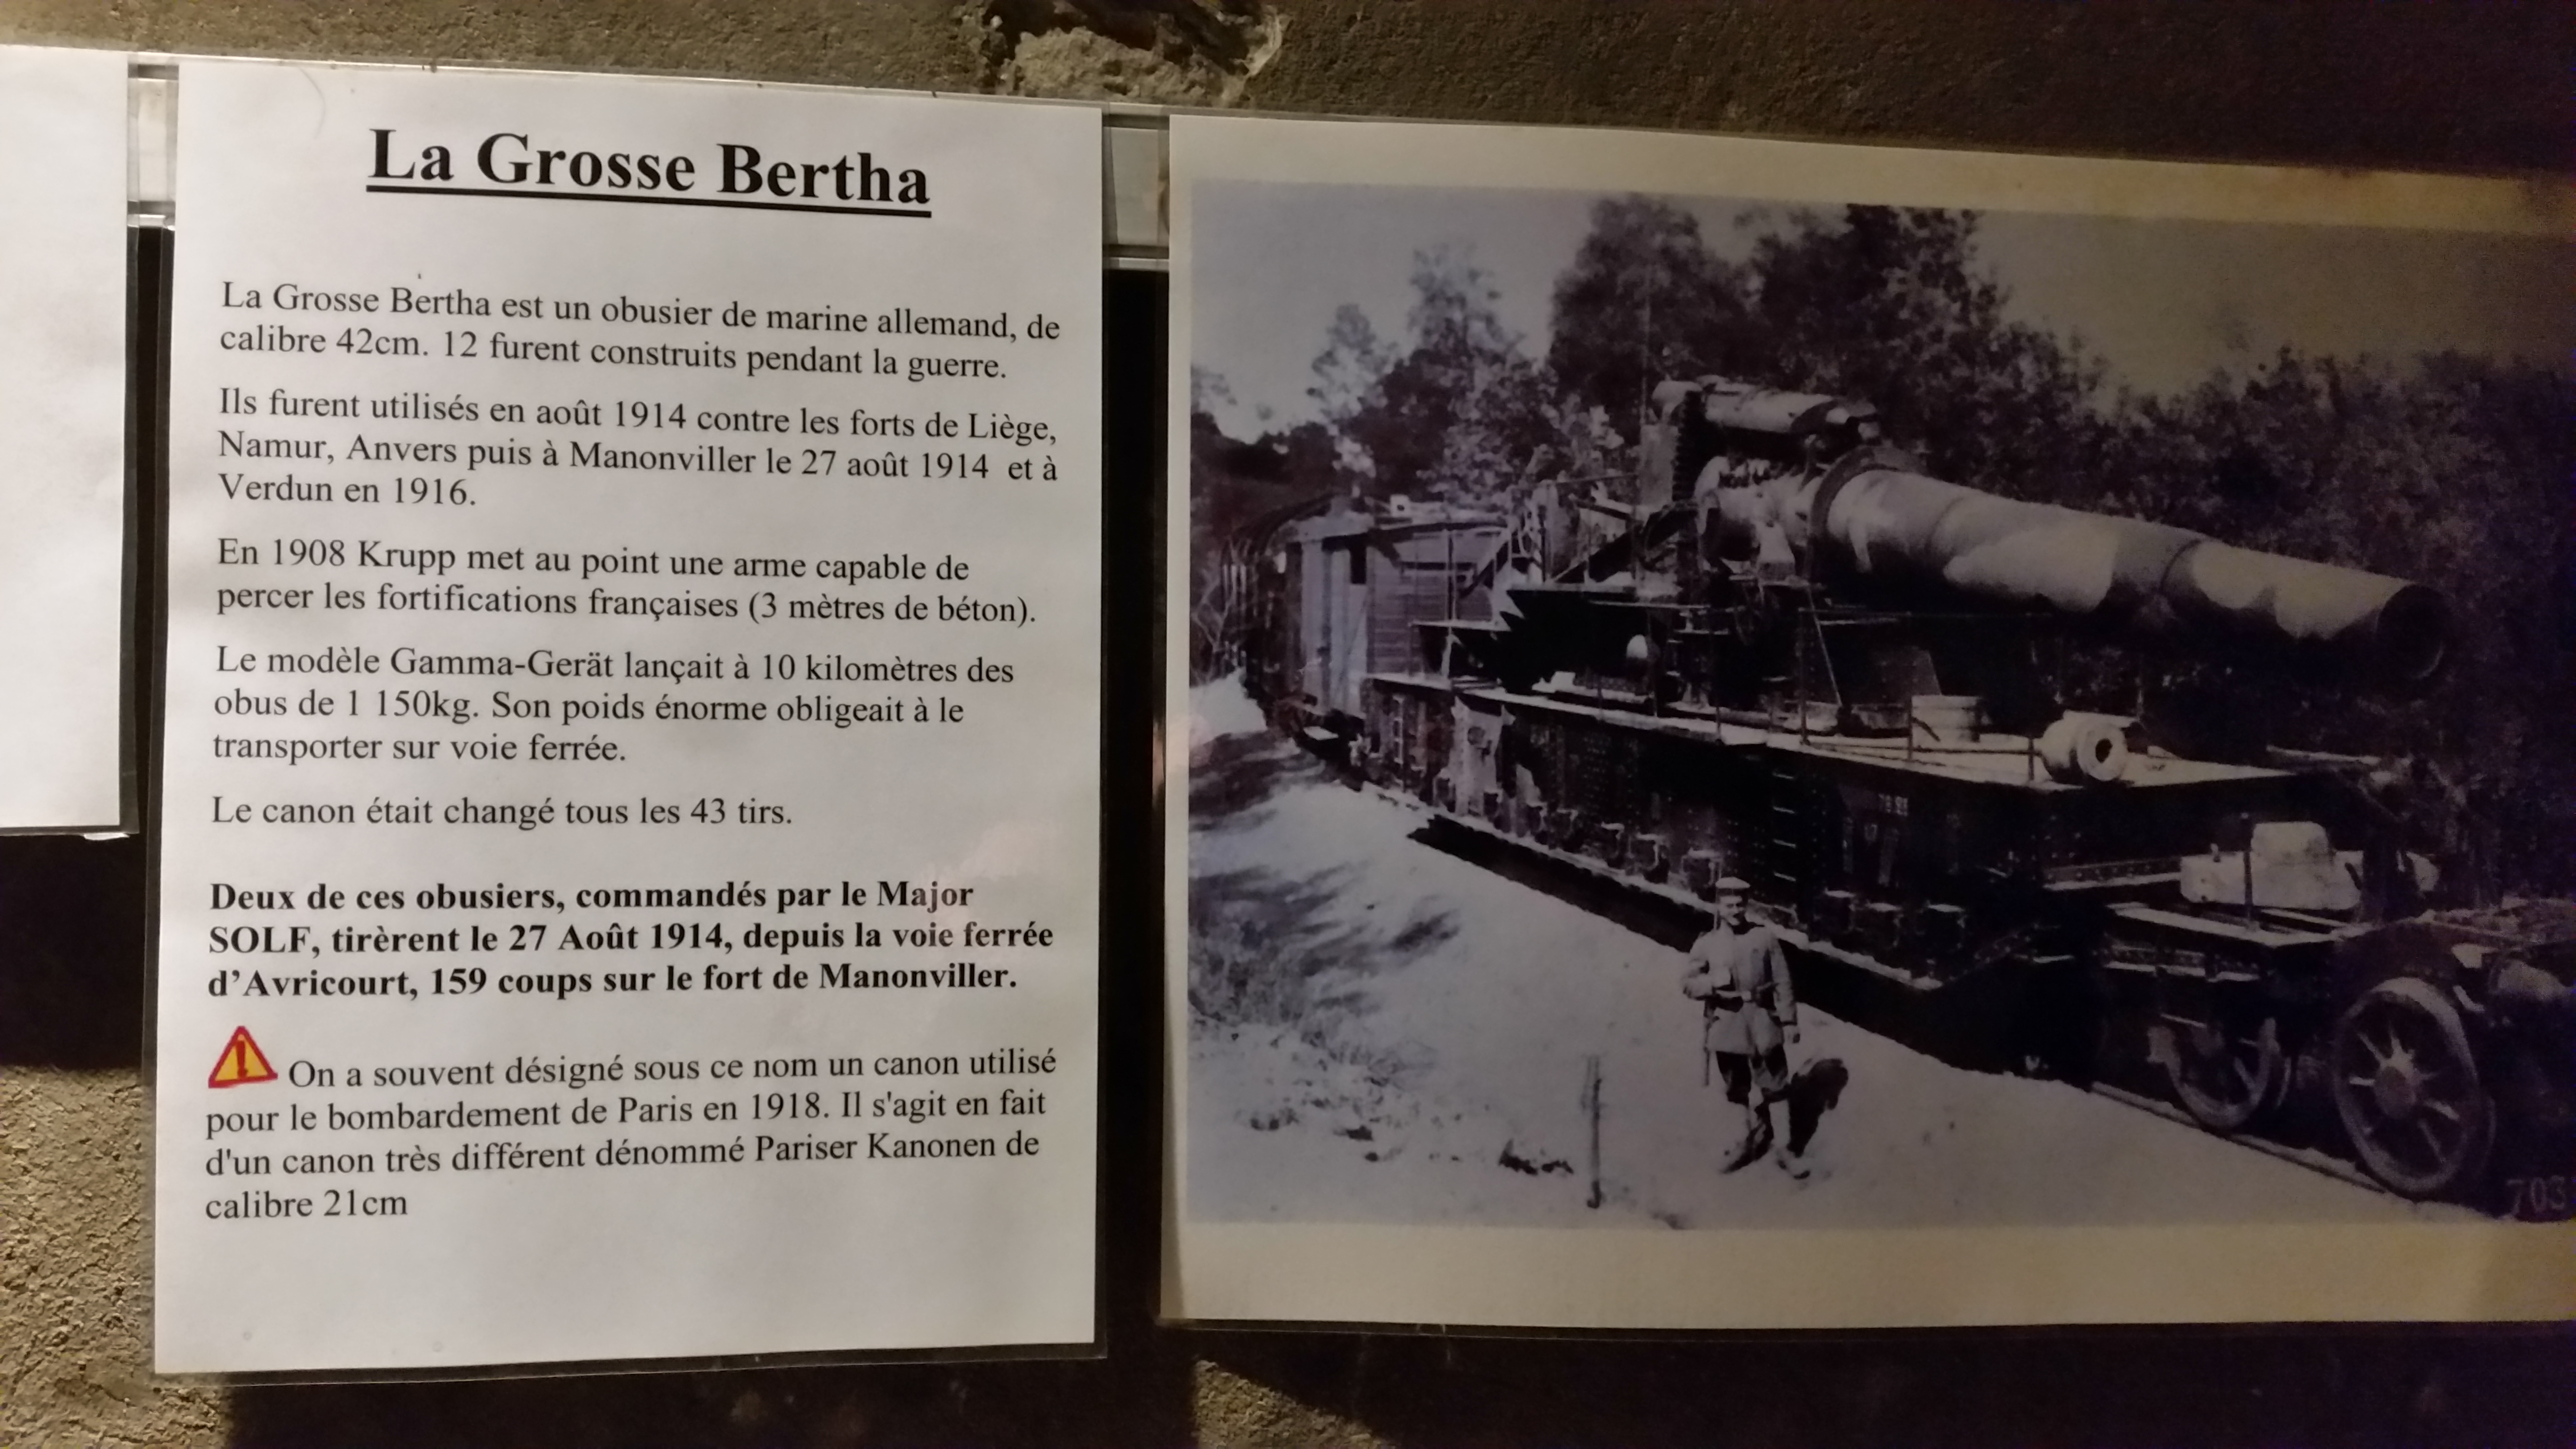 La Grosse Bertha
La Grosse Bertha est un obusier de marine allemand, de
calibre 42cm. 12 furent construits pendant la guerre.
Ils furent utilisés en août 1914 contre les forts de Liège,
Namur, Anvers puis à Manonviller le 27 août 1914 et à
Verdun en 1916.
En 1908 Krupp met au point une arme capable de
percer les fortifications françaises (3 mètres de béton).
Le modèle Gamma-Gerät lançait à 10 kilomètres des
obus de 1 150kg. Son poids énorme obligeait à le
transporter sur voie ferrée.
Le canon était changé tous les 43 tirs.
Deux de ces obusiers, commandés par le Major
SOLF, tirèrent le 27 Août 1914, depuis la voie ferrée
d’Avricourt, 159 coups sur le fort de Manonviller.
On a souvent désigné sous ce nom un canon utilisé
pour le bombardement de Paris en 1918. Il s'agit en fait
d'un canon très différent dénommé Pariser Kanonen de
calibre 21cm
703